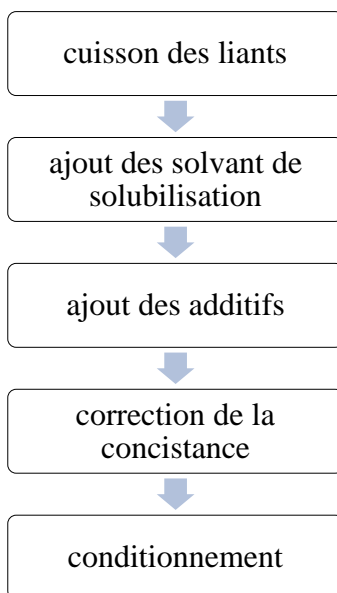 cuisson des liants
ajout des solvant de
solubilisation
ajout des additifs
correction de la
concistance
conditionnement